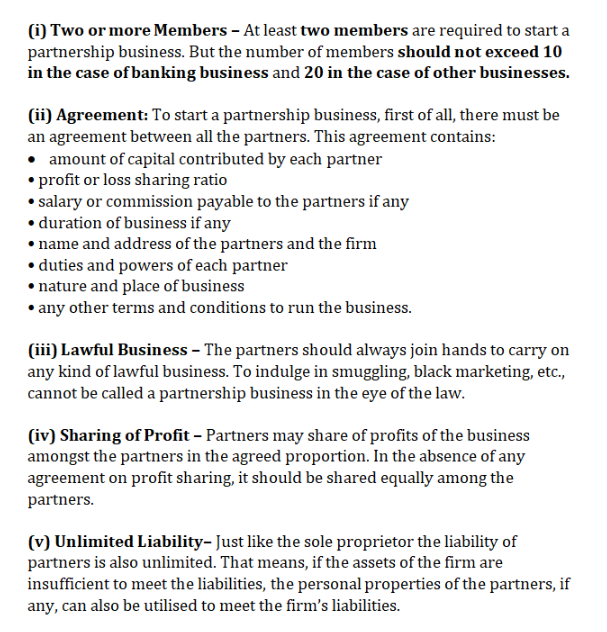 (i) Two or more Members – At least two members are required to start a
partnership business. But the number of members should not exceed 10
in the case of banking business and 20 in the case of other businesses.
(ii) Agreement: To start a partnership business, first of all, there must be
an agreement between all the partners. This agreement contains:
• amount of capital contributed by each partner
• profit or loss sharing ratio
• salary or commission payable to the partners if any
• duration of business if any
• name and address of the partners and the firm
• duties and powers of each partner
• nature and place of business
• any other terms and conditions to run the business.
(iii) Lawful Business – The partners should always join hands to carry on
any kind of lawful business. To indulge in smuggling, black marketing, etc.,
cannot be called a partnership business in the eye of the law.
(iv) Sharing of Profit – Partners may share of profits of the business
amongst the partners in the agreed proportion. In the absence of any
agreement on profit sharing, it should be shared equally among the
partners.
(v) Unlimited Liability– Just like the sole proprietor the liability of
partners is also unlimited. That means, if the assets of the firm are
insufficient to meet the liabilities, the personal properties of the partners, if
any, can also be utilised to meet the firm's liabilities.